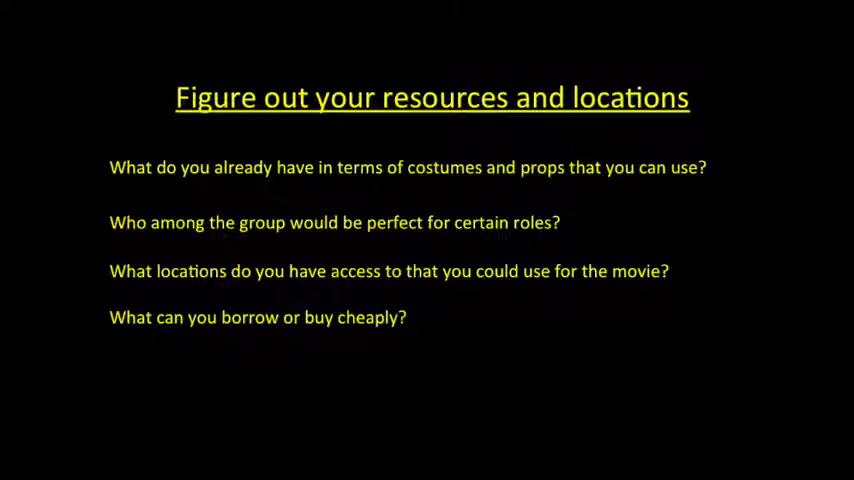 Figure out your resources and locations
What do you already have in terms of costumes and props that you can use?
Who among the group would be perfect for certain roles?
What locations do you have access to that you could use for the movie?
What can you borrow or buy cheaply?